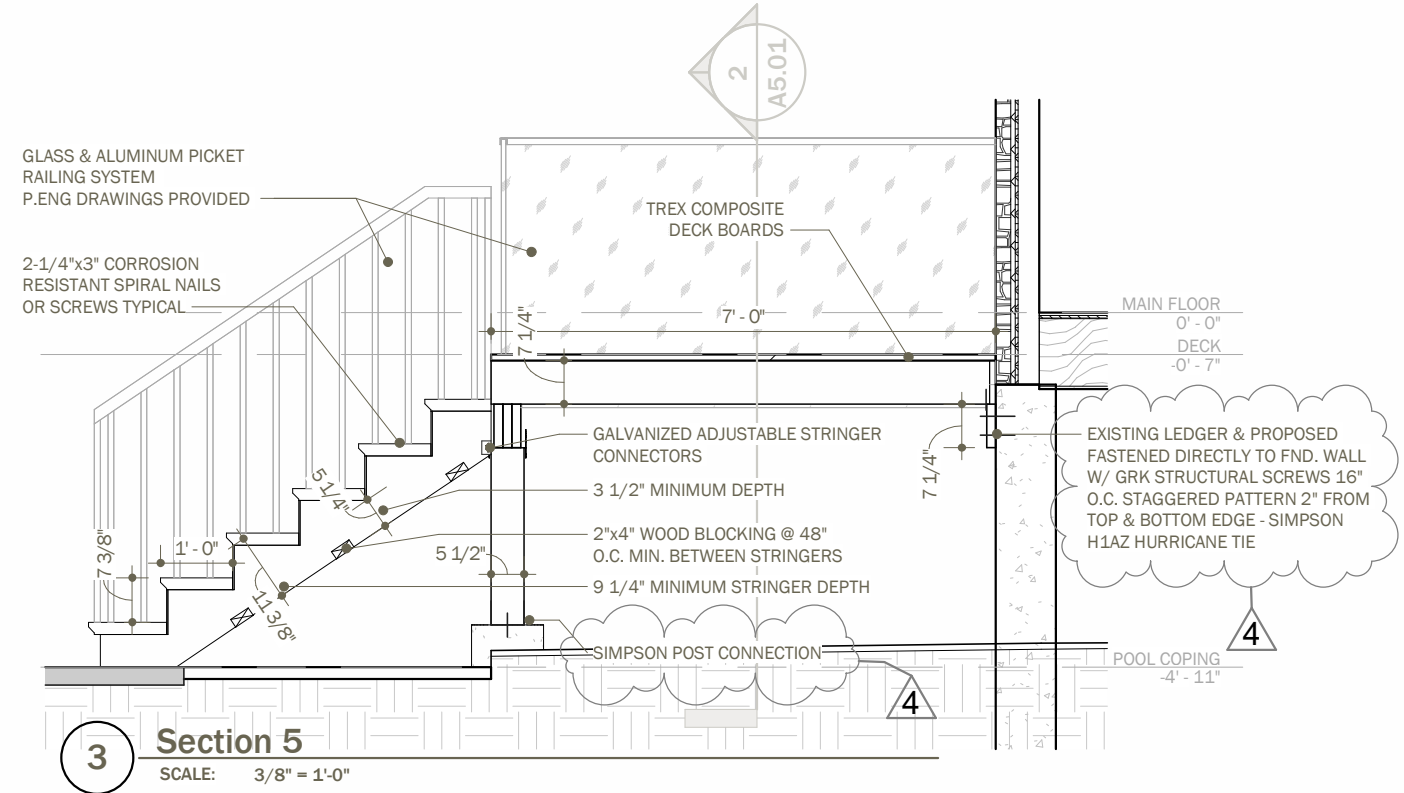 2
A5.01
GLASS & ALUMINUM PICKET
RAILING SYSTEM
P.ENG DRAWINGS PROVIDED
TREX COMPOSITE
DECK BOARDS
2-1/4"x3" CORROSION
RESISTANT SPIRAL NAILS
OR SCREWS TYPICAL
7 1/4"
7' - 0"
MAIN FLOOR
0' - 0"
DECK
-0' - 7"
GALVANIZED ADJUSTABLE STRINGER
CONNECTORS
7 1/4"
EXISTING LEDGER & PROPOSED
FASTENED DIRECTLY TO FND. WALL
W/ GRK STRUCTURAL SCREWS 16"
O.C. STAGGERED PATTERN 2" FROM
TOP & BOTTOM EDGE - SIMPSON
H1AZ HURRICANE TIE
5 1/4"
3 1/2" MINIMUM DEPTH
2"x4" WOOD BLOCKING @ 48"
O.C. MIN. BETWEEN STRINGERS
5 1/2"
7 3/8"
1' - 0"
11 3/8"
9 1/4" MINIMUM STRINGER DEPTH
SIMPSON POST CONNECTION
4
4
POOL COPING
-4' - 11"
3
Section 5
SCALE: 3/8" = 1'-0"